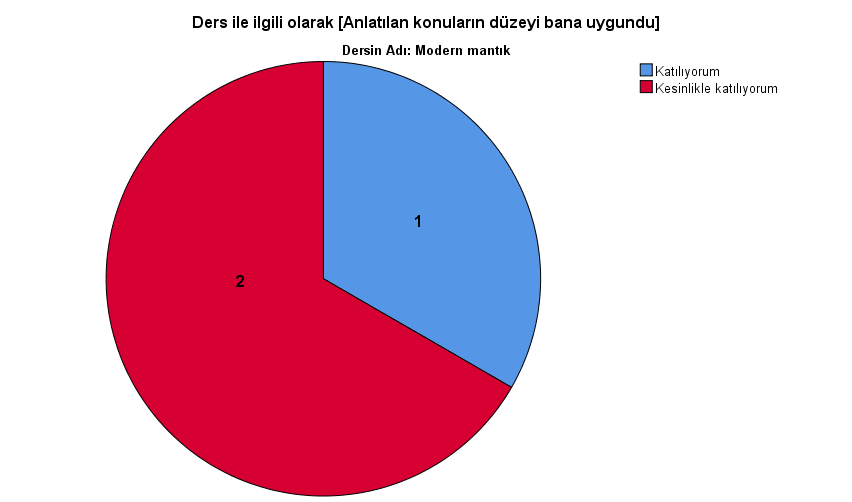 Ders ile ilgili olarak [Anlatılan konuların düzeyi bana uygundu]
Dersin Adı: Modern mantık
Katılıyorum
Kesinlikle katılıyorum
1
2